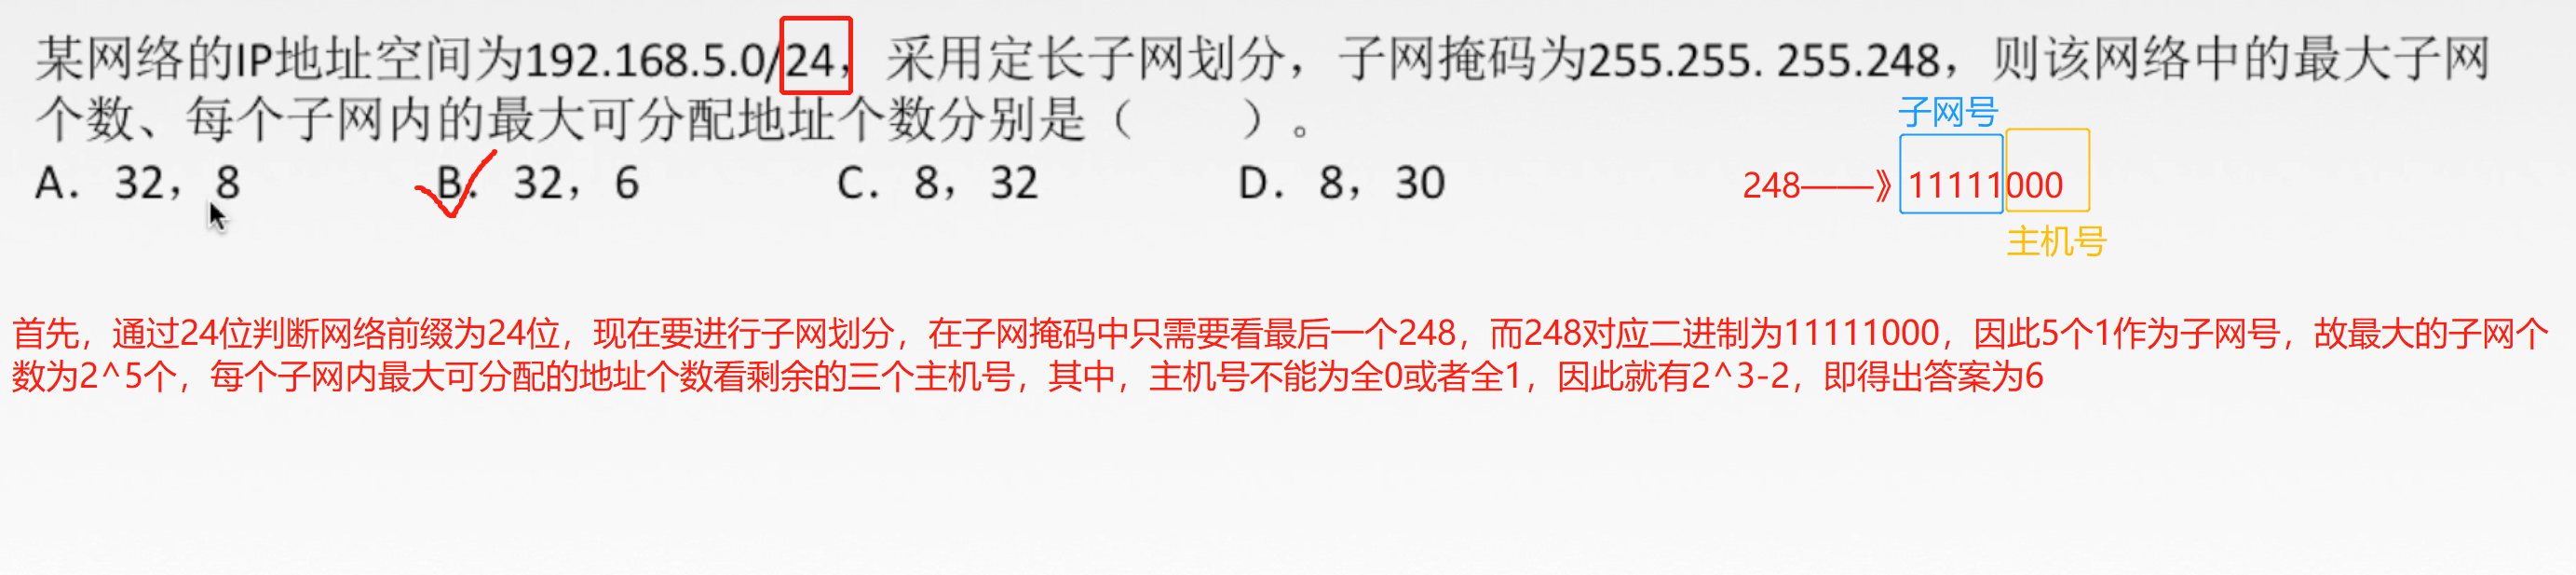 某网络的IP地址空间为192.168.5.0/24，采用定长子网划分，子网掩码为255.255. 255.248，则该网络中的最大子网
个数、每个子网内的最大可分配地址个数分别是（　　）。
子网号
A. 32，8　B. 32，6　C. 8，32　D. 8，30
248——》11111000
主机号
首先，通过24位判断网络前缀为24位，现在要进行子网划分，在子网掩码中只需要看最后一个248，而248对应二进制为11111000，因此5个1作为子网号，故最大的子网个
数为2^5个，每个子网内最大可分配的地址个数看剩余的三个主机号，其中，主机号不能为全0或者全1，因此就有2^3-2，即得出答案为6